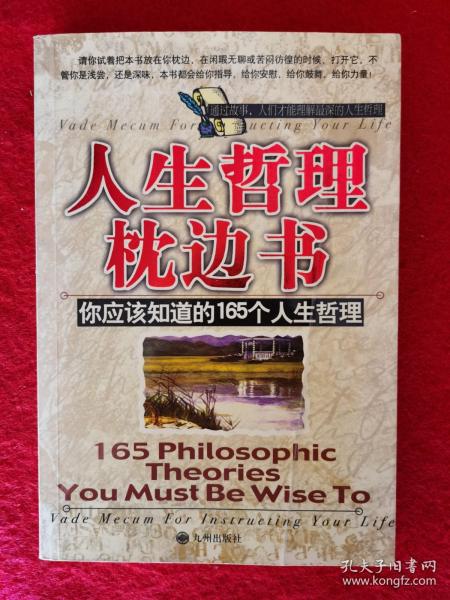 请你试着把本书放在你枕边，在闲暇无聊或苦闷彷徨的时候，打开它，不
管你是浅尝，还是深味，本书都会给你指导，给你安慰，给你鼓舞，给你力量！
通过故事，人们才能理解最深的人生哲理
Vade Mecum For Instructing Your Life
人生哲理
枕边书
你应该知道的165个人生哲理
165 Philosophic
Theories
You Must Be Wise To
Vade Mecum For Instructing Your Life
九州出版社
孔夫子旧书网
www.kongfz.com